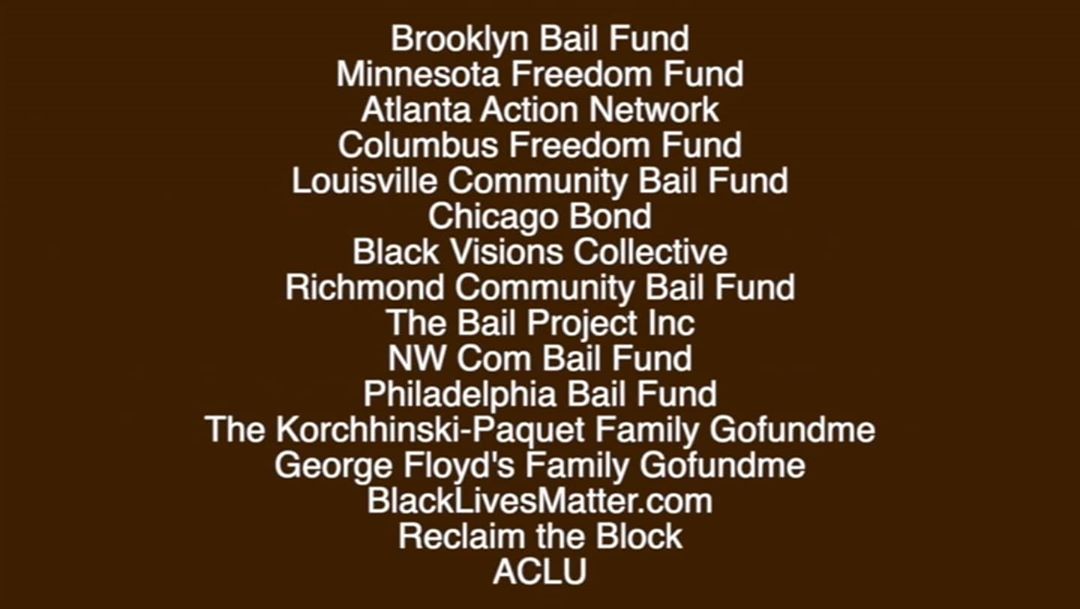 Brooklyn Bail Fund
Minnesota Freedom Fund
Atlanta Action Network
Columbus Freedom Fund
Louisville Community Bail Fund
Chicago Bond
Black Visions Collective
Richmond Community Bail Fund
The Bail Project Inc
NW Com Bail Fund
Philadelphia Bail Fund
The Korchhinski-Paquet Family Gofundme
George Floyd's Family Gofundme
BlackLivesMatter.com
Reclaim the Block
ACLU